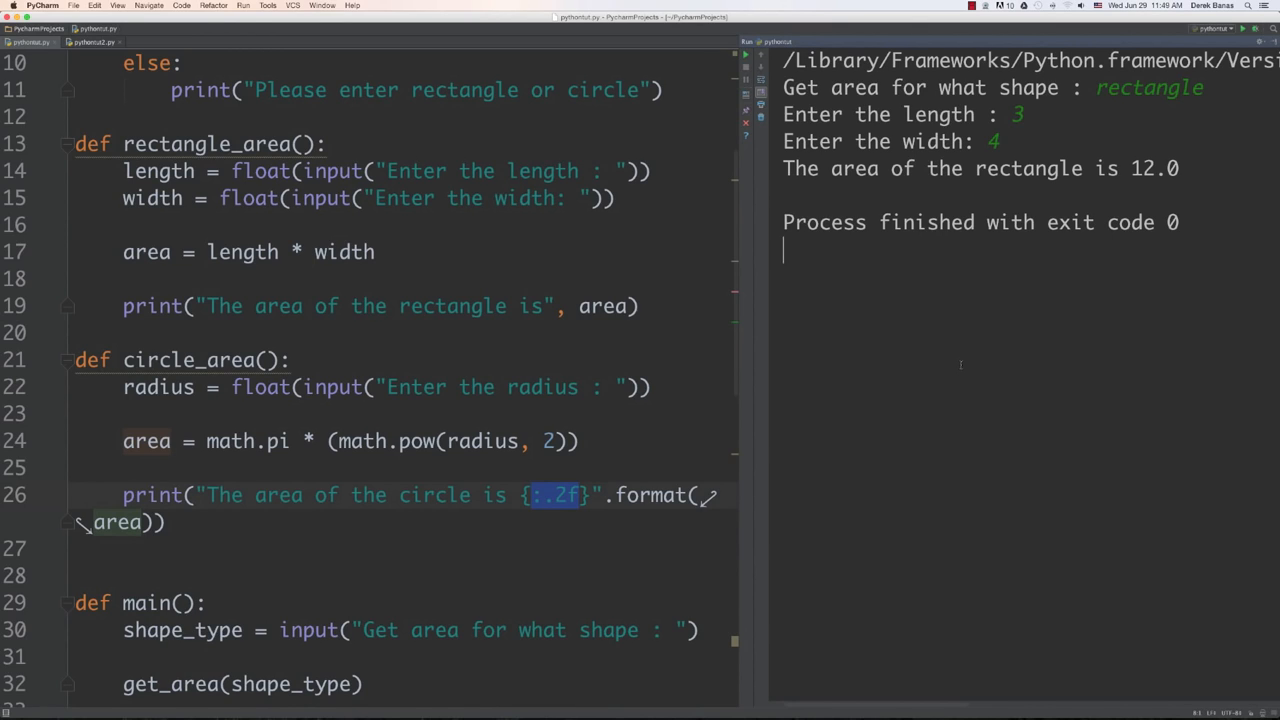 PyCharm File Edit View Navigate Code Refactor Run Tools VCS Window Help
Wed Jun 29 11:49 AM Derek Banas
pythontut.py - PyCharmProjects - [~/PycharmProjects]
PycharmProjects pythontut.py
pythontut
pythontut.py pythontut2.py
Run pythontut
10 else:
11 print("Please enter rectangle or circle")
12
13 def rectangle_area():
14 length = float(input("Enter the length : "))
15 width = float(input("Enter the width: "))
16
17 area = length * width
18
19 print("The area of the rectangle is", area)
20
21 def circle_area():
22 radius = float(input("Enter the radius : "))
23
24 area = math.pi * (math.pow(radius, 2))
25
26 print("The area of the circle is {:.2f}".format(
area))
27
28
29 def main():
30 shape_type = input("Get area for what shape : ")
31
32 get_area(shape_type)
/Library/Frameworks/Python.framework/Versi
Get area for what shape : rectangle
Enter the length : 3
Enter the width: 4
The area of the rectangle is 12.0
Process finished with exit code 0